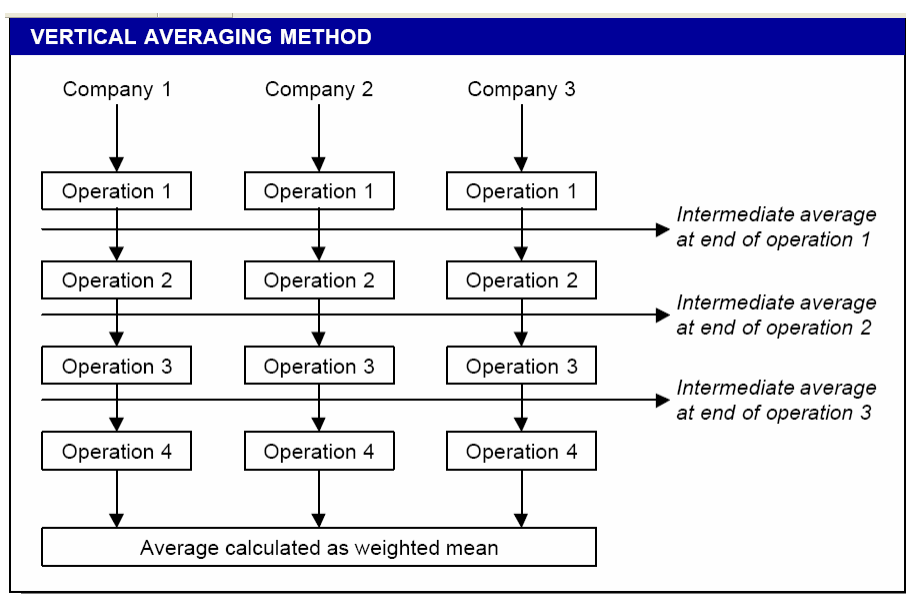 VERTICAL AVERAGING METHOD
Company 1
Company 2
Company 3
Operation 1
Operation 1
Operation 1
Intermediate average
at end of operation 1
Operation 2
Operation 2
Operation 2
Intermediate average
at end of operation 2
Operation 3
Operation 3
Operation 3
Intermediate average
at end of operation 3
Operation 4
Operation 4
Operation 4
Average calculated as weighted mean